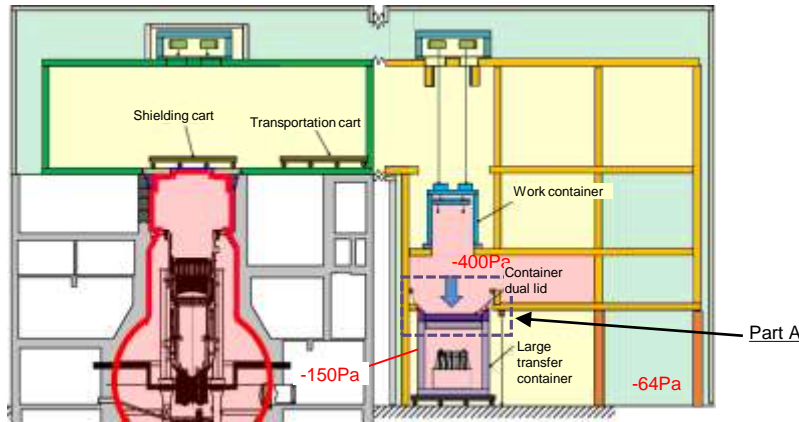 Shielding cart
Transportation cart
Work container
-400Pa
Container
dual lid
Part A
Large
transfer
container
-150Pa
-64Pa